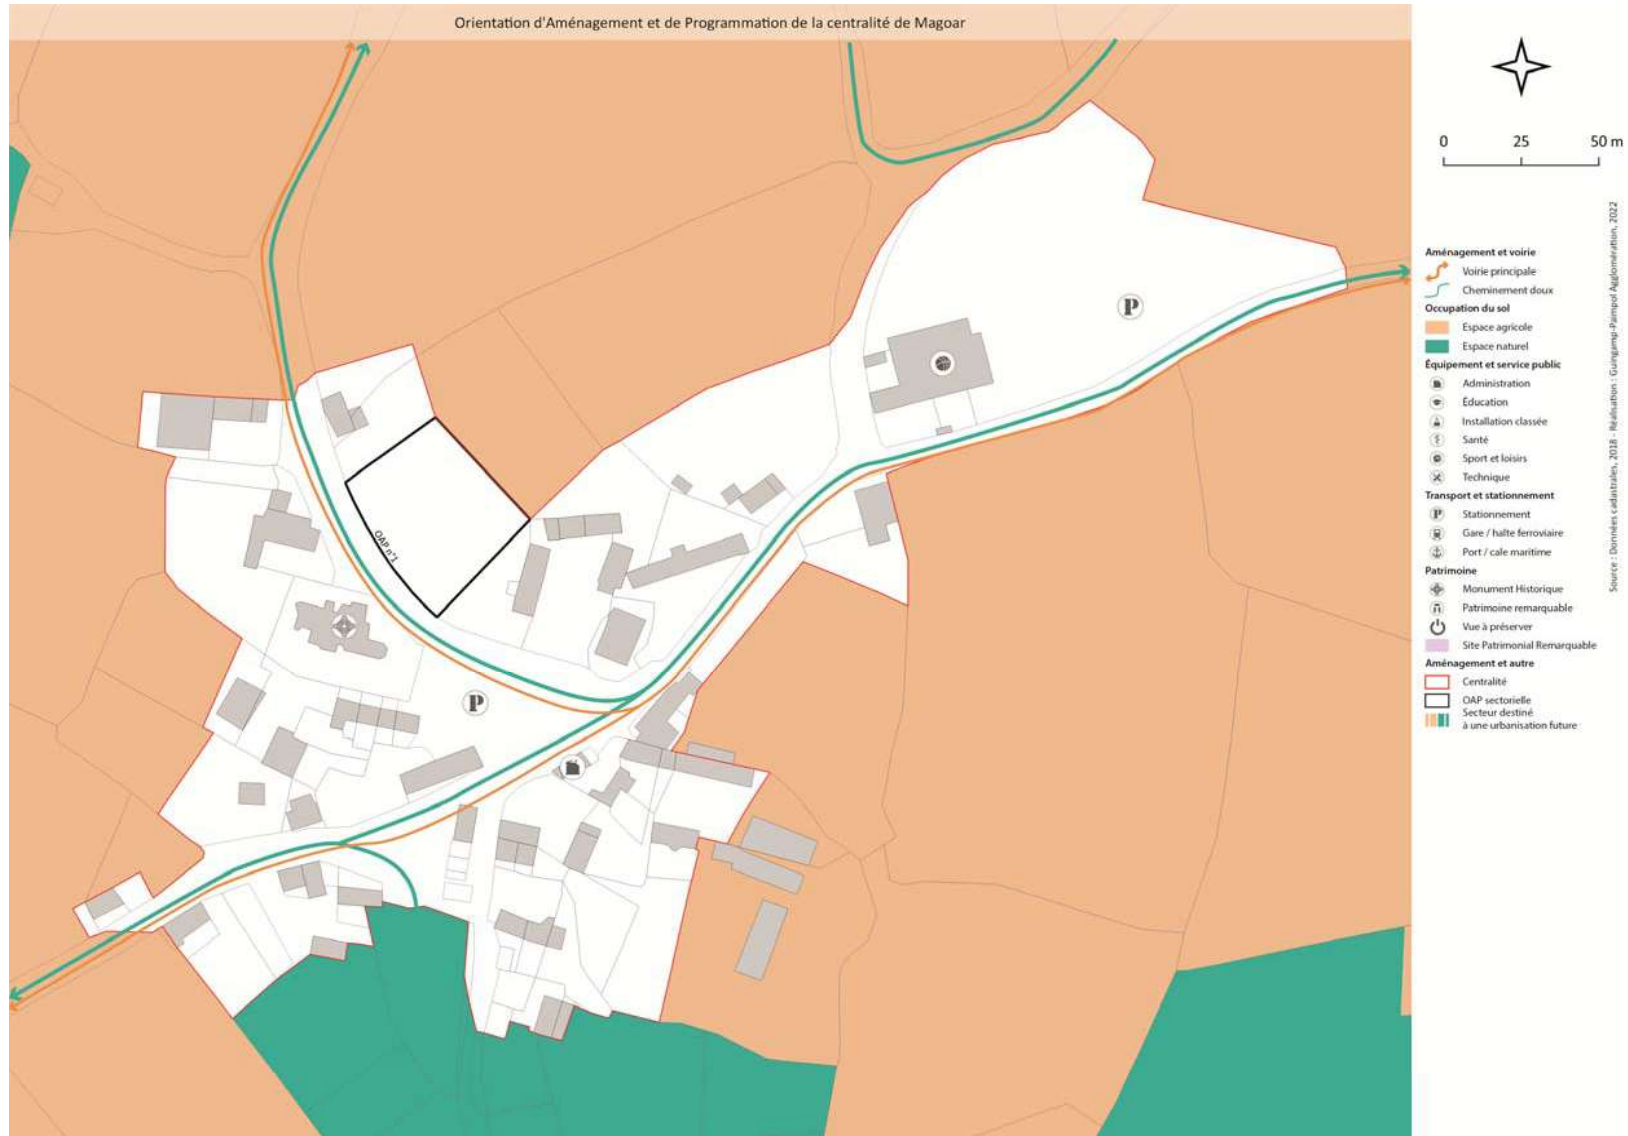 Orientation d'Aménagement et de Programmation de la centralité de Magoar
0 25 50 m
Source : Données cadastrales, 2018 - Réalisation : Guingamp-Paimpol Agglomération, 2022
Aménagement et voirie
Voirie principale
Cheminement doux
Occupation du sol
Espace agricole
Espace naturel
Équipement et service public
Administration
Éducation
Installation classée
Santé
Sport et loisirs
Technique
Transport et stationnement
P Stationnement
Gare / halte ferroviaire
Port / cale maritime
Patrimoine
Monument Historique
Patrimoine remarquable
Vue à préserver
Site Patrimonial Remarquable
Aménagement et autre
Centralité
OAP sectorielle
Secteur destiné
à une urbanisation future
P
OAP n°1
P